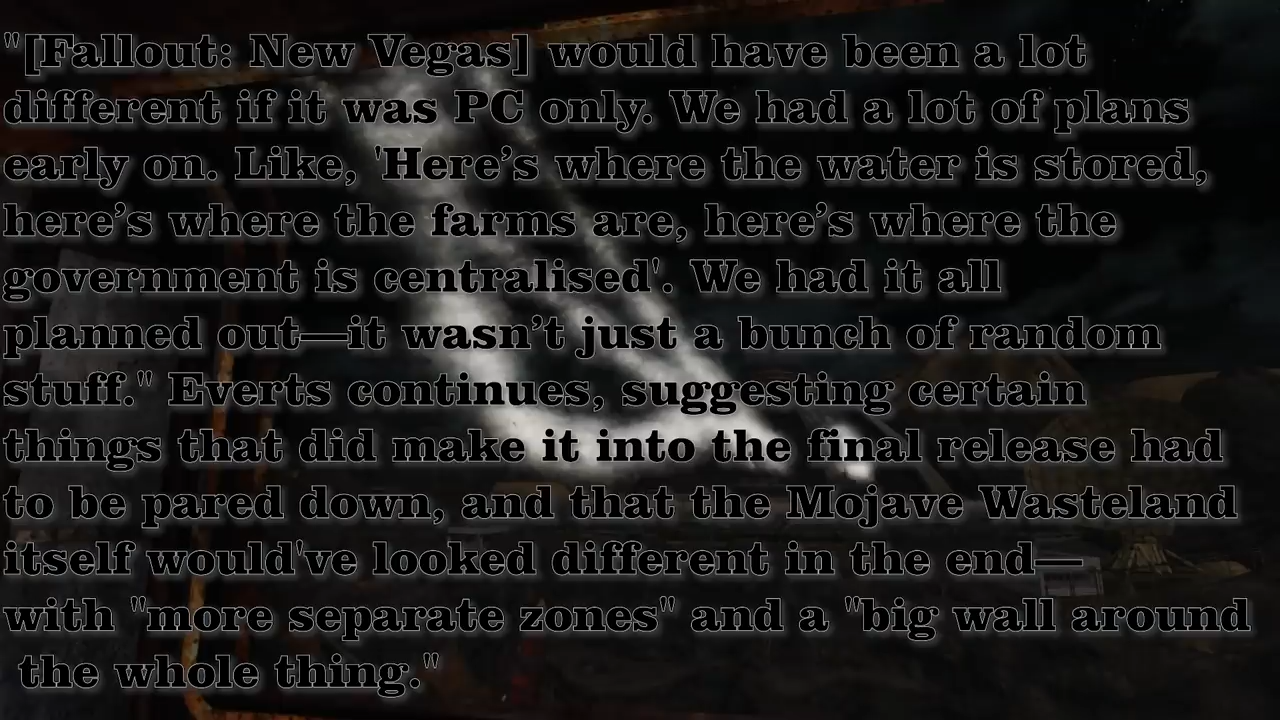 "[Fallout: New Vegas] would have been a lot
different if it was PC only. We had a lot of plans
early on. Like, 'Here’s where the water is stored,
here’s where the farms are, here’s where the
government is centralised'. We had it all
planned out—it wasn’t just a bunch of random
stuff." Everts continues, suggesting certain
things that did make it into the final release had
to be pared down, and that the Mojave Wasteland
itself would've looked different in the end—
with "more separate zones" and a "big wall around
the whole thing."